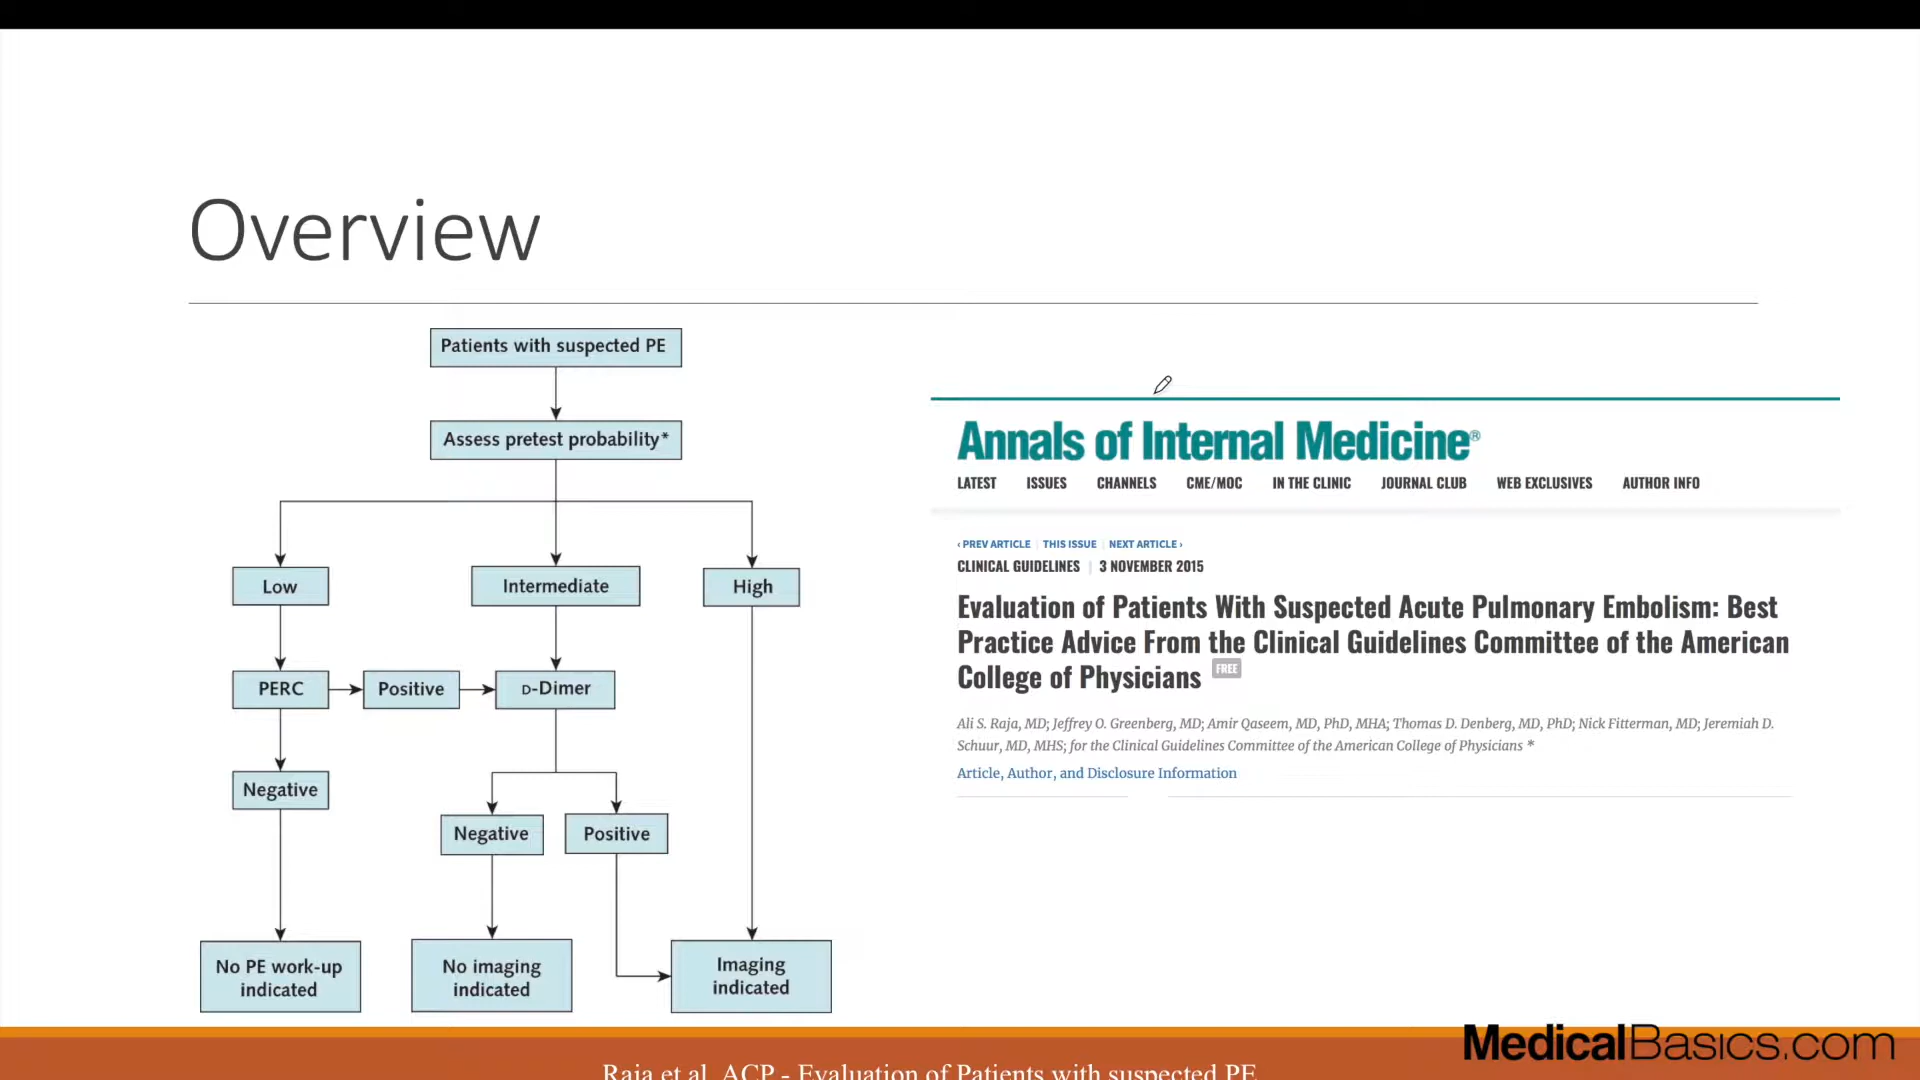 Overview
Patients with suspected PE
Assess pretest probability*
Low
Intermediate
High
PERC
Positive
D-Dimer
Negative
Negative
Positive
No PE work-up
indicated
No imaging
indicated
Imaging
indicated
Annals of Internal Medicine®
LATEST ISSUES CHANNELS CME/MOC IN THE CLINIC JOURNAL CLUB WEB EXCLUSIVES AUTHOR INFO
‹ PREV ARTICLE | THIS ISSUE | NEXT ARTICLE ›
CLINICAL GUIDELINES | 3 NOVEMBER 2015
Evaluation of Patients With Suspected Acute Pulmonary Embolism: Best
Practice Advice From the Clinical Guidelines Committee of the American
College of Physicians FREE
Ali S. Raja, MD; Jeffrey O. Greenberg, MD; Amir Qaseem, MD, PhD, MHA; Thomas D. Denberg, MD, PhD; Nick Fitterman, MD; Jeremiah D.
Schuur, MD, MHS; for the Clinical Guidelines Committee of the American College of Physicians *
Article, Author, and Disclosure Information
MedicalBasics.com
Raja et al. ACP - Evaluation of Patients with suspected PE